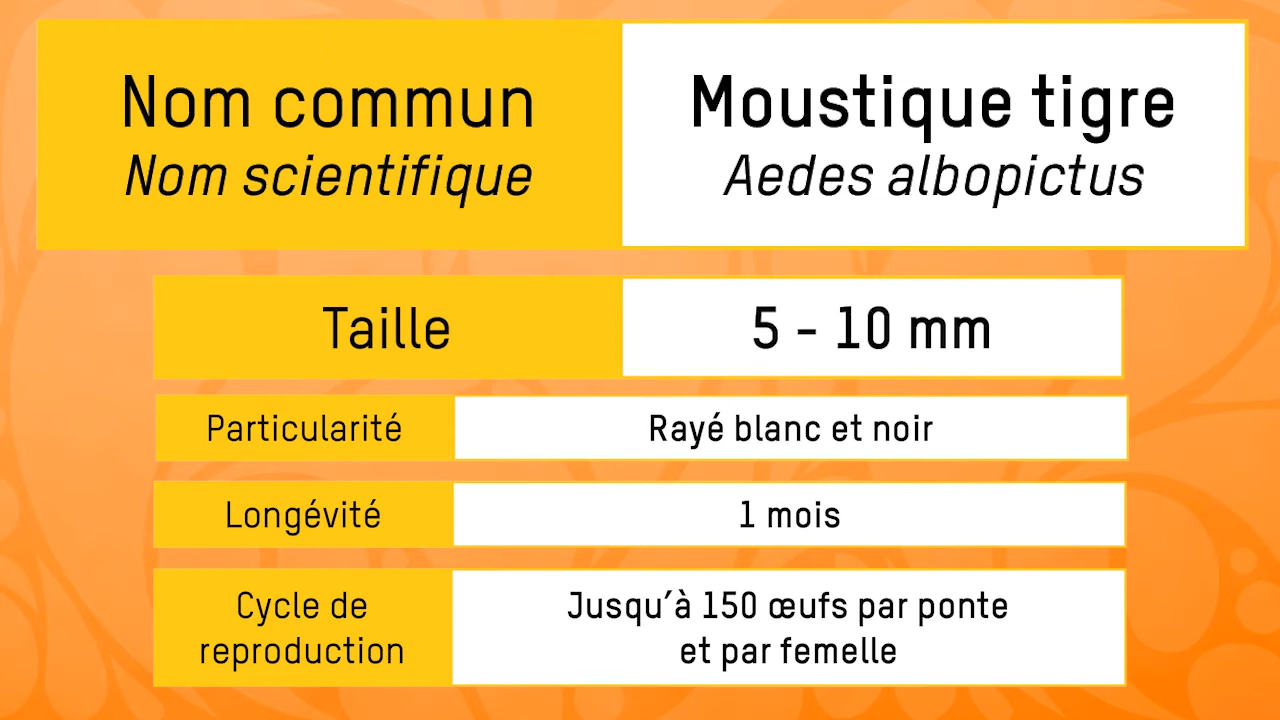 Nom commun
Nom scientifique
Moustique tigre
Aedes albopictus
Taille
5 - 10 mm
Particularité
Rayé blanc et noir
Longévité
1 mois
Cycle de
reproduction
Jusqu'à 150 œufs par ponte
et par femelle